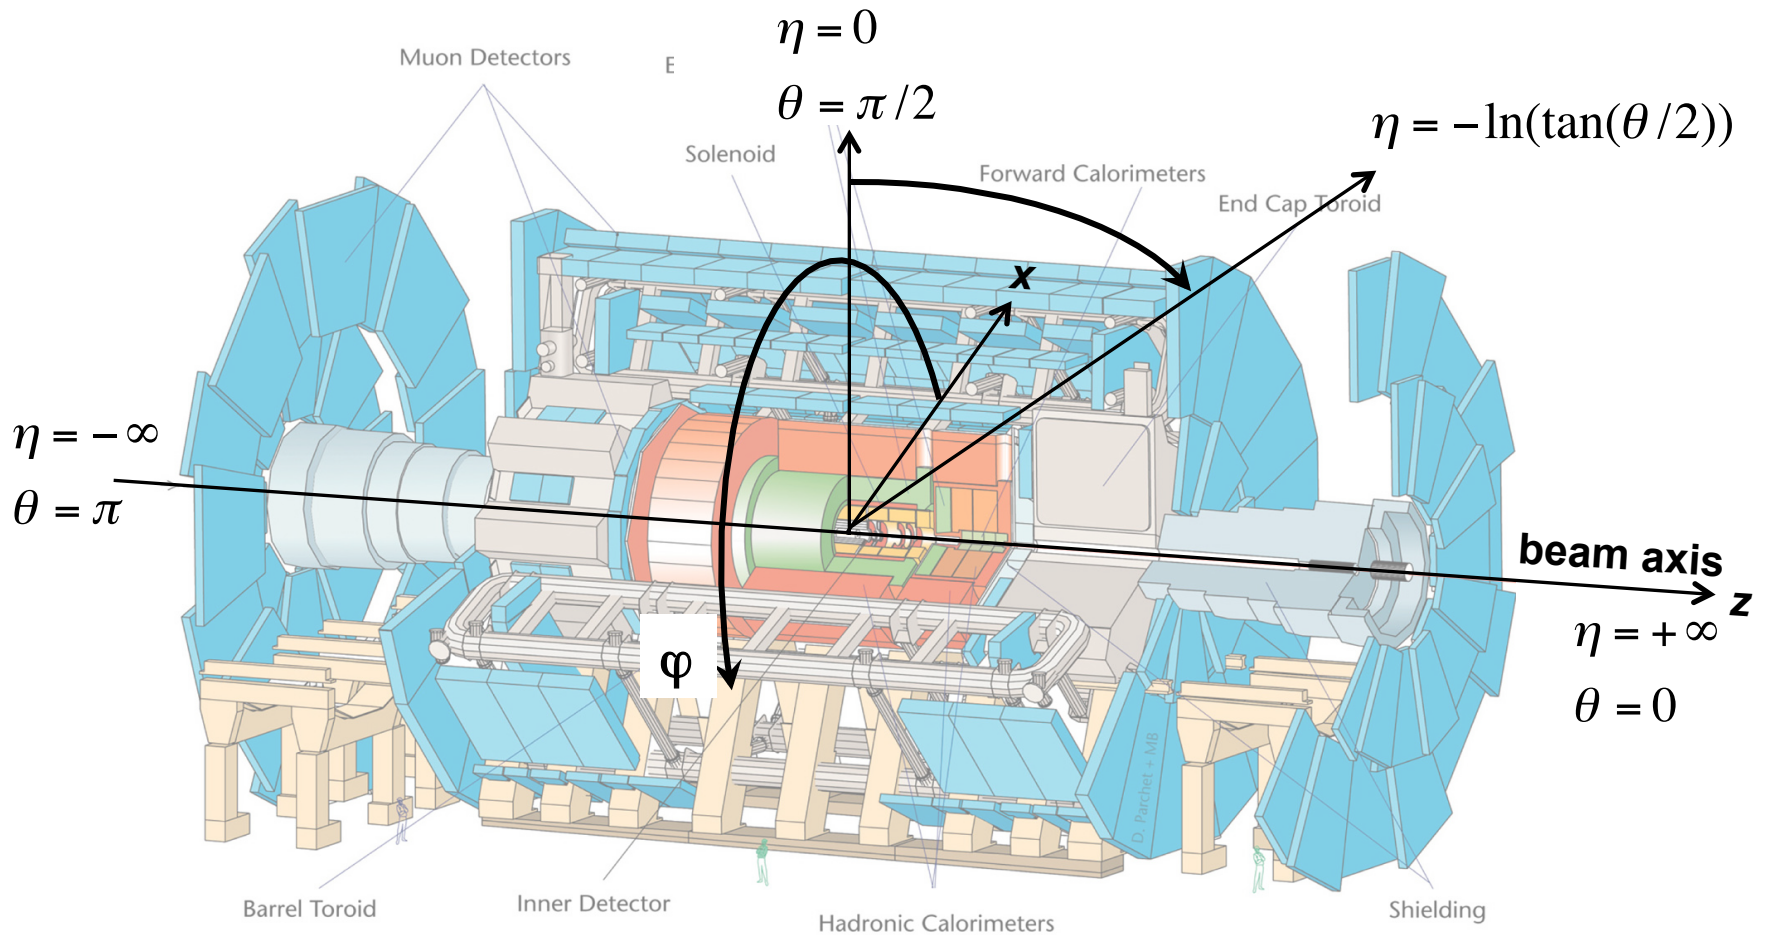 η = 0
Muon Detectors
E
θ = π /2
η = −ln(tan(θ /2))
Solenoid
Forward Calorimeters
End Cap Toroid
x
η = − ∞
θ = π
beam axis
z
η = + ∞
φ
θ = 0
D. Parchet + MB
Barrel Toroid
Inner Detector
Hadronic Calorimeters
Shielding